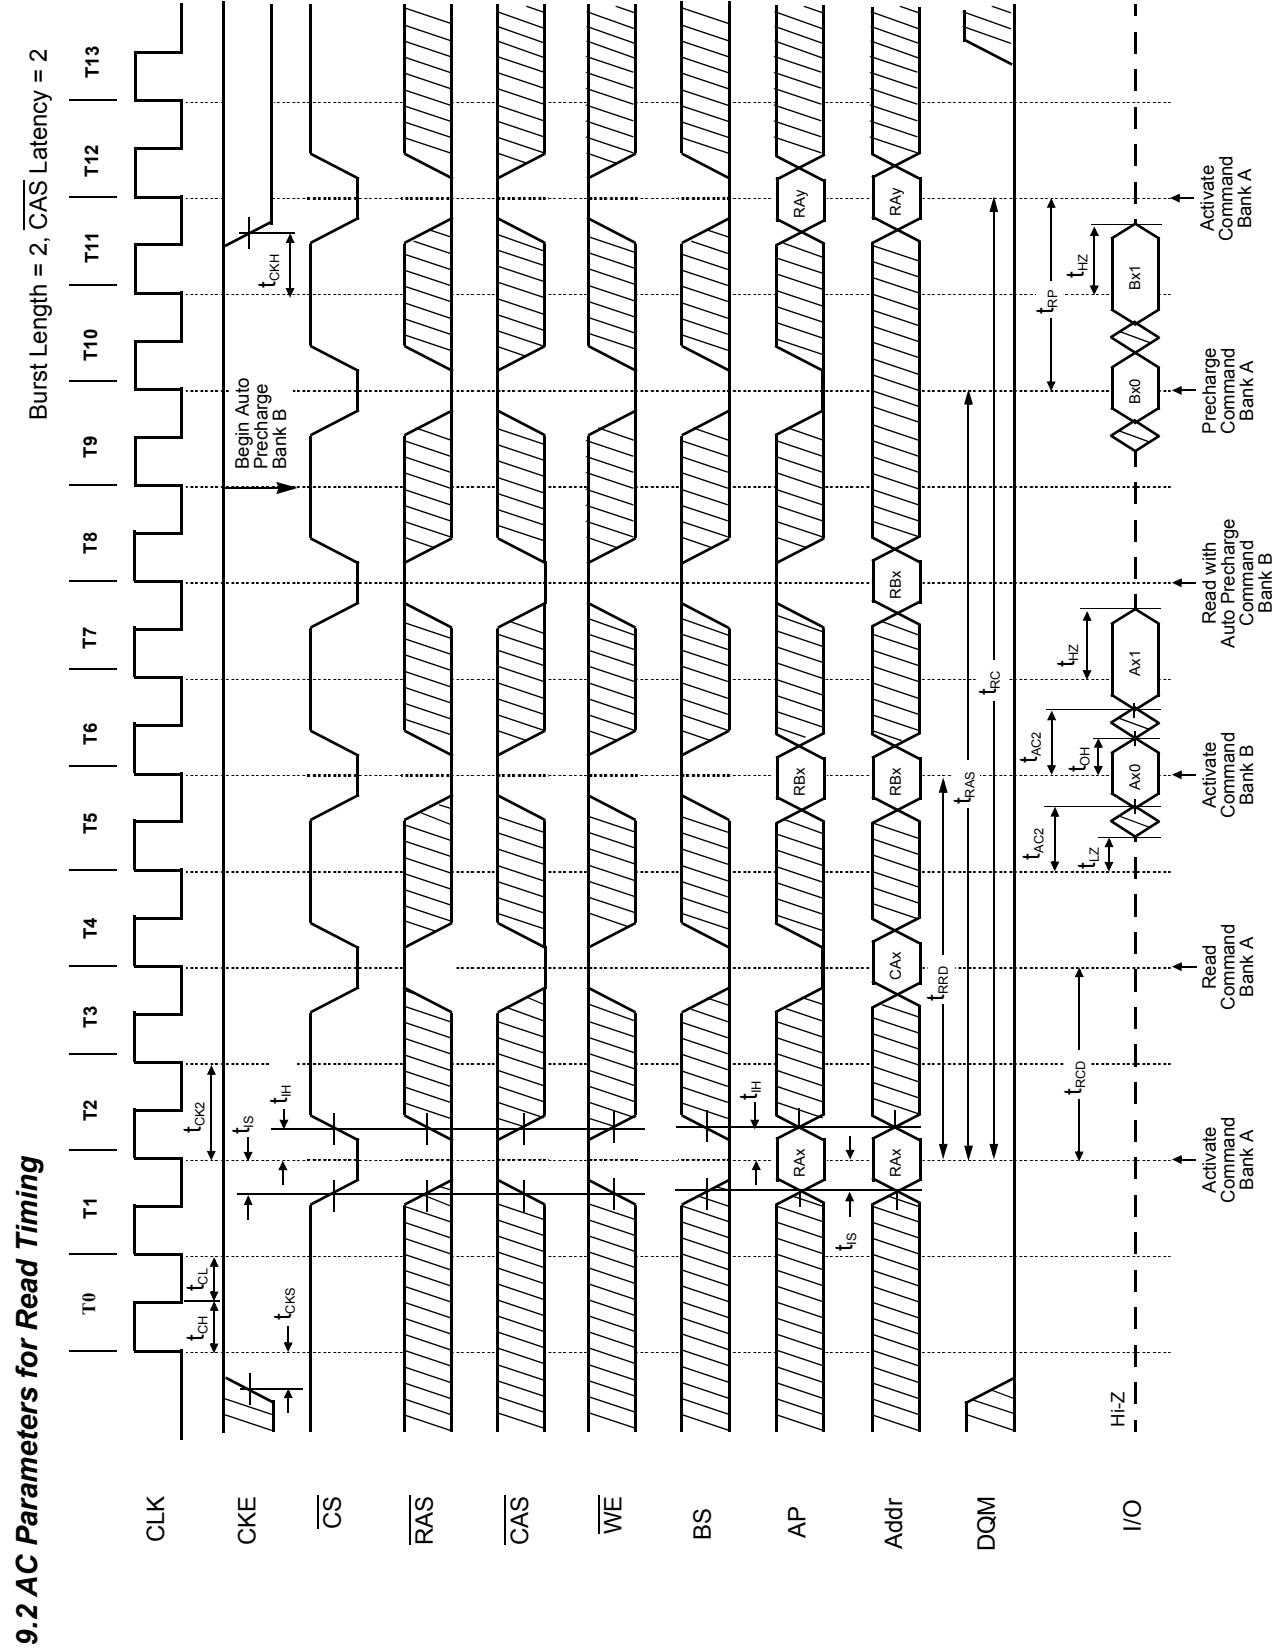 9.2 AC Parameters for Read Timing
Burst Length = 2, CAS Latency = 2
T0 T1 T2 T3 T4 T5 T6 T7 T8 T9 T10 T11 T12 T13
CLK
tCH tCL
tCK2
CKE
tCKS
tIS
tIH
Begin Auto
Precharge
Bank B
tCKH
CS
RAS
CAS
WE
BS
tIH
AP
RAx RBx RAy
tIS
Addr
RAx CAx RBx RBx RAy
tRRD
tRAS
DQM
tRC
tRCD
tAC2
tAC2
tRP
tLZ
tOH
tHZ
tHZ
I/O
Hi-Z
Ax0 Ax1 Bx0 Bx1
Activate
Command
Bank A
Read
Command
Bank A
Activate
Command
Bank B
Read with
Auto Precharge
Command
Bank B
Precharge
Command
Bank A
Activate
Command
Bank A